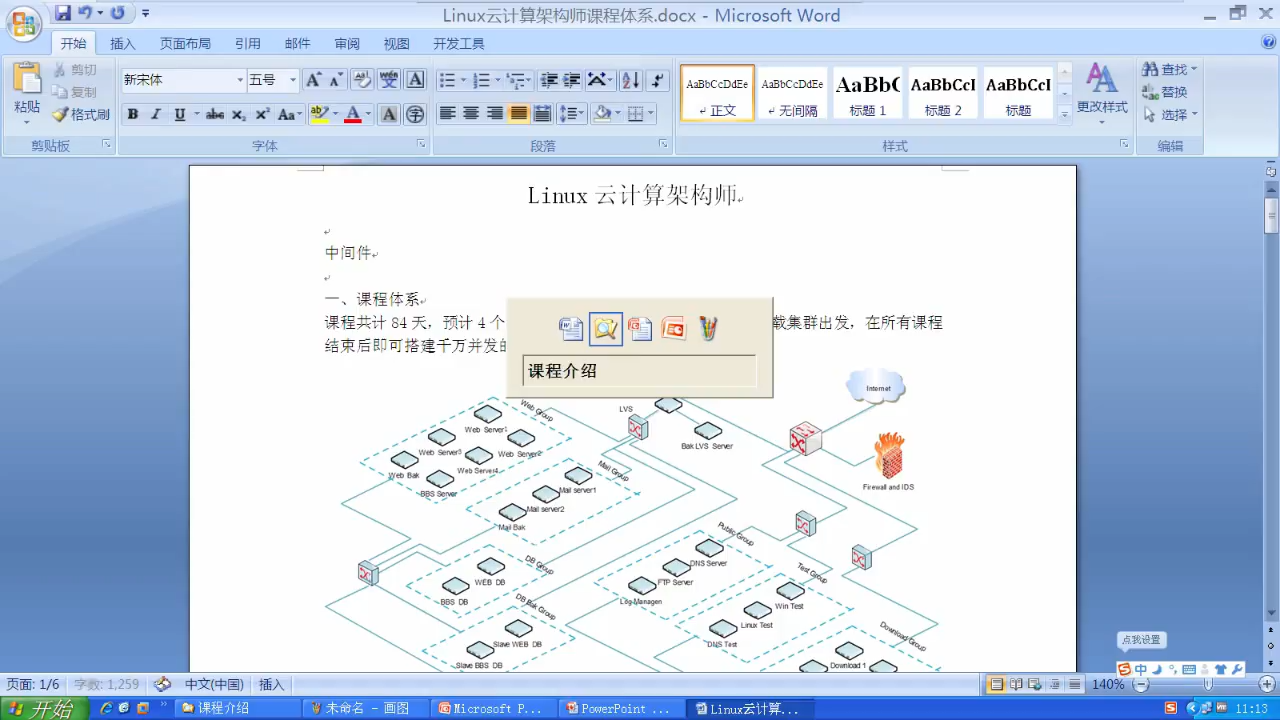 Linux云计算架构师课程体系.docx - Microsoft Word
开始 插入 页面布局 引用 邮件 审阅 视图 开发工具
粘贴 剪切 复制 格式刷
新宋体 五号
AaBbCcDdEe AaBbCcDdEe AaBbC AaBbCcI AaBbCcI
正文 无间隔 标题 1 标题 2 标题
更改样式
查找 替换 选择
剪贴板 字体 段落 样式 编辑
Linux 云计算架构师
中间件
一、课程体系
课程共计 84 天，预计 4 个
载集群出发，在所有课程
结束后即可搭建千万并发的
课程介绍
Internet
Firewall and IDS
LVS
Bak LVS Server
Web Group
Web Server1
Web Server3
Web Server2
Web Server4
Web Bak
BBS Server
Mail Group
Mail server1
Mail server2
Mail Bak
DB Group
WEB DB
BBS DB
DB Bak Group
Slave WEB DB
Slave BBS DB
Public Group
DNS Server
FTP Server
Log Managen
Test Group
Win Test
Linux Test
DNS Test
Download Group
Download 1
点我设置
中
页面: 1/6 字数: 1,259 中文(中国) 插入 140%
开始 课程介绍 未命名 - 画图 Microsoft P... PowerPoint ... Linux云计算... 11:13